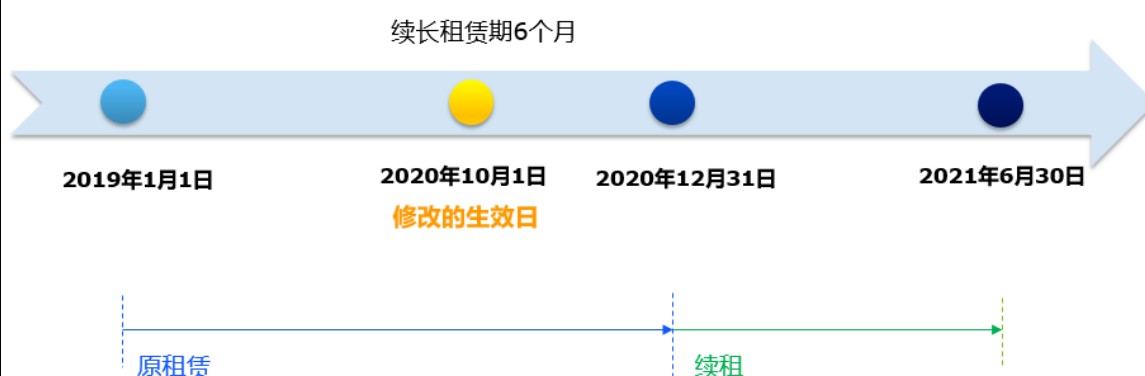 续长租赁期6个月
2019年1月1日
2020年10月1日
2020年12月31日
2021年6月30日
修改的生效日
原租赁
续租